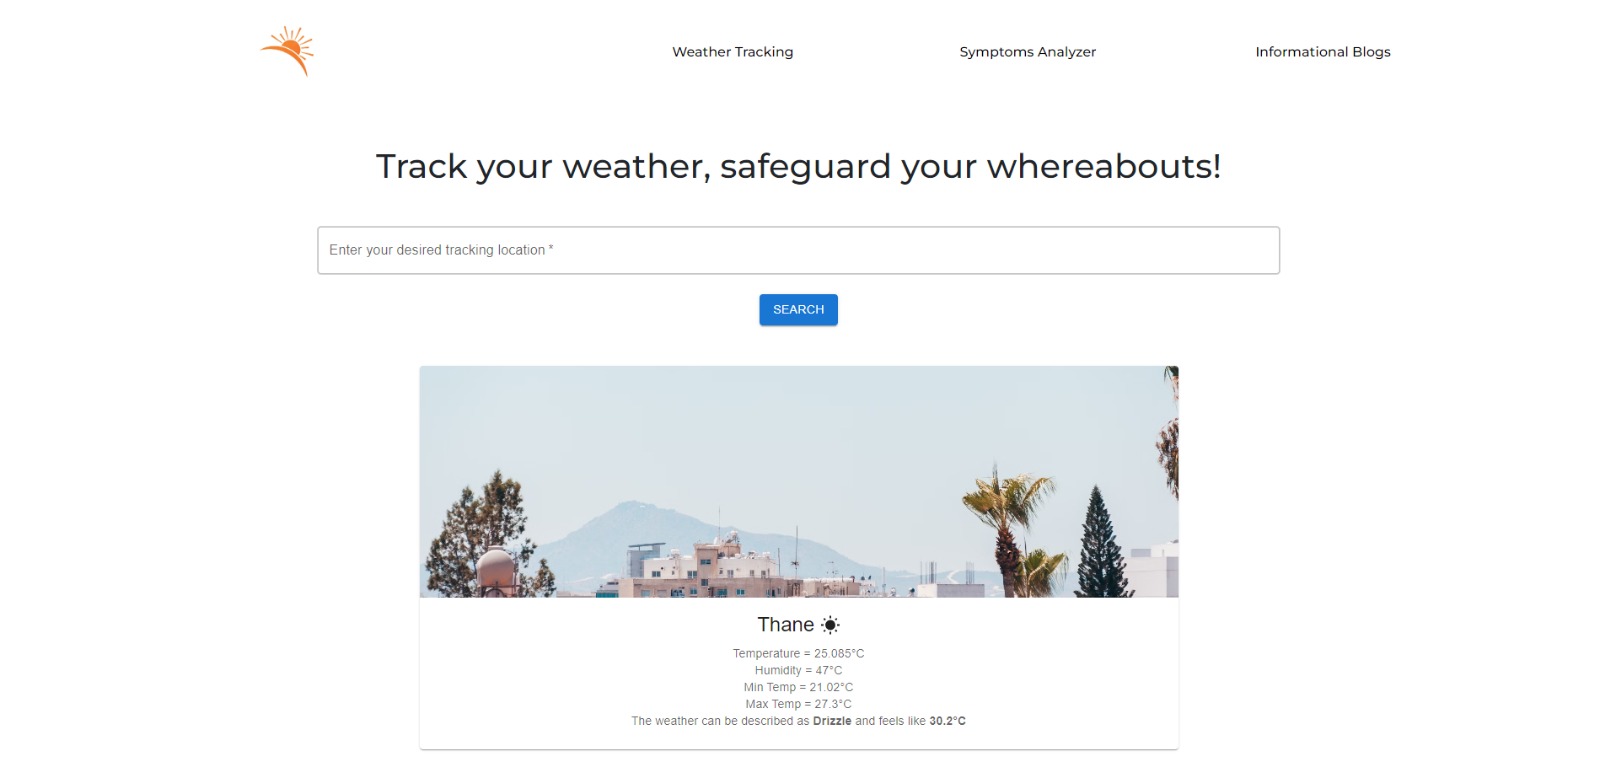 Weather Tracking Symptoms Analyzer Informational Blogs
Track your weather, safeguard your whereabouts!
Enter your desired tracking location *
SEARCH
Thane
Temperature = 25.085°C
Humidity = 47°C
Min Temp = 21.02°C
Max Temp = 27.3°C
The weather can be described as Drizzle and feels like 30.2°C